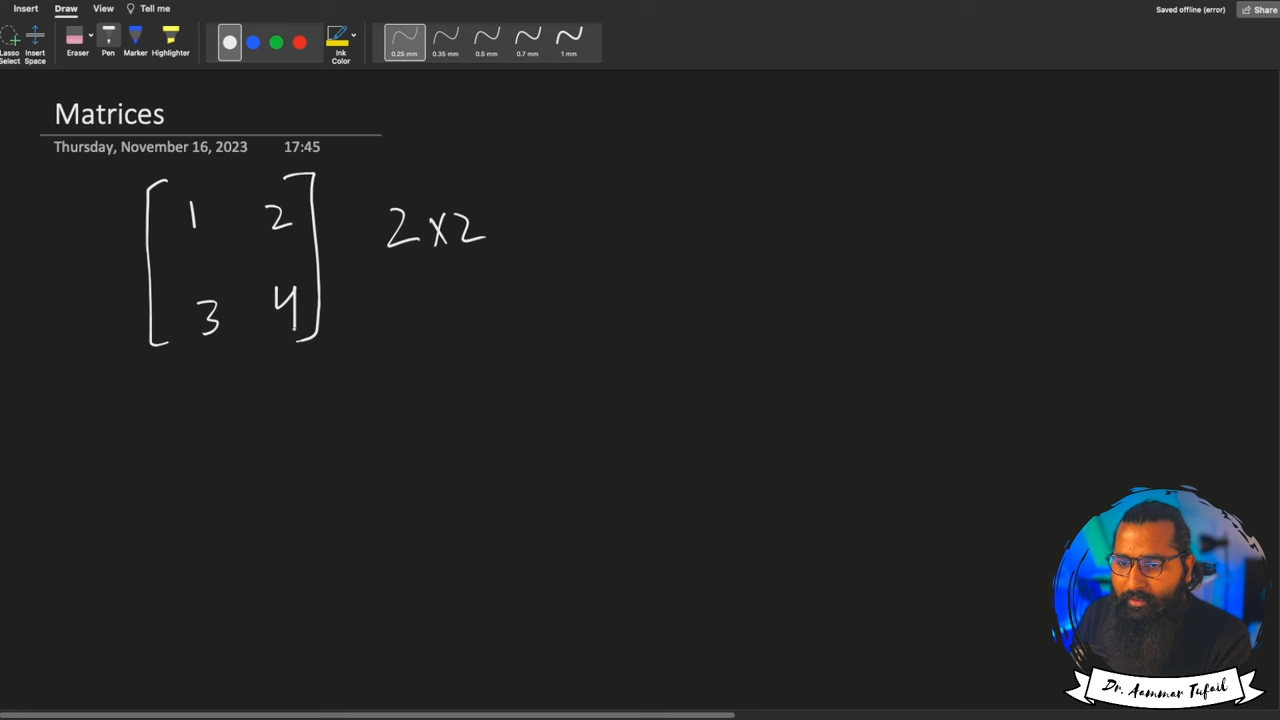 Insert Draw View Tell me
Saved offline (error) Share
Lasso Select Insert Space Eraser Pen Marker Highlighter Ink Color 0.25 mm 0.35 mm 0.5 mm 0.7 mm 1 mm
Matrices
Thursday, November 16, 2023 17:45
1 2
3 4
2x2
Dr. Aammar Tufail